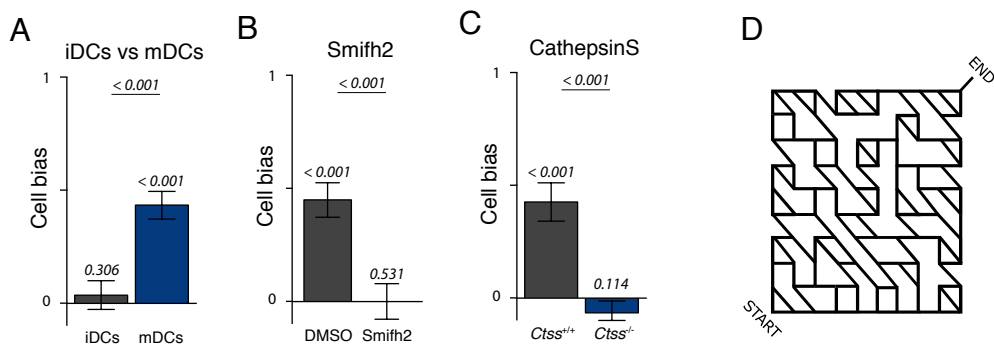 A
iDCs vs mDCs
1
< 0.001
Cell bias
< 0.001
0.306
0
iDCs mDCs
B
Smifh2
1
< 0.001
Cell bias
< 0.001
0.531
0
DMSO Smifh2
C
CathepsinS
1
< 0.001
Cell bias
< 0.001
0.114
0
Ctss+/+ Ctss-/-
D
END
START